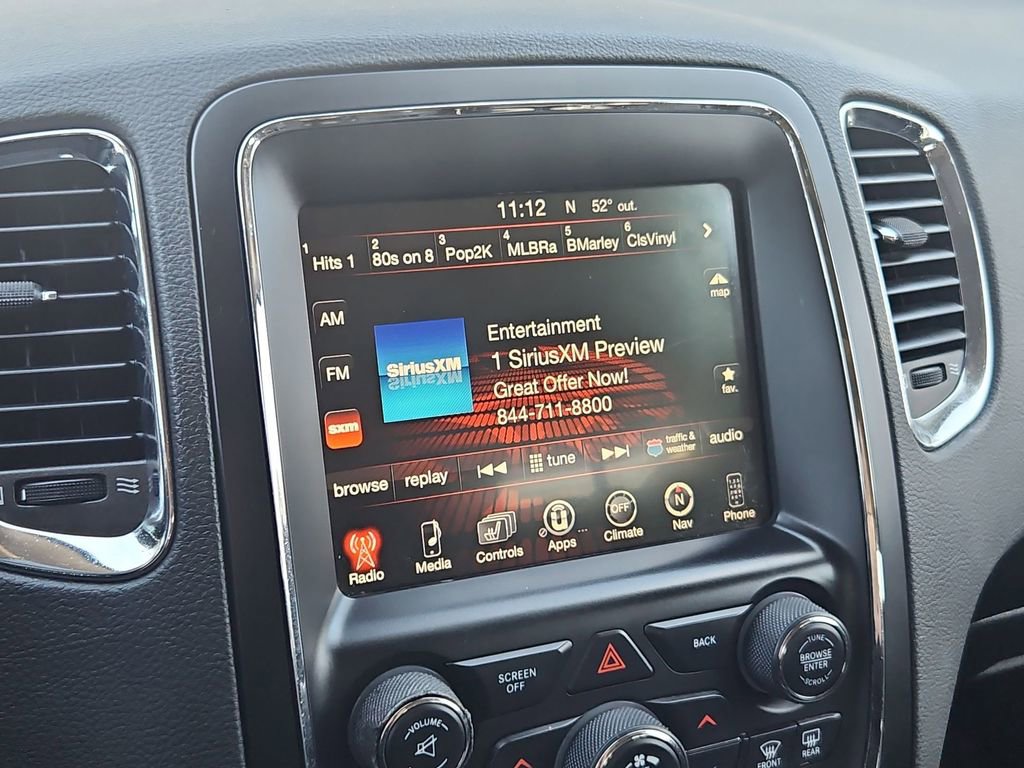 11:12 N 52° out.
1 Hits 1 2 80s on 8 3 Pop2K 4 MLBRa 5 BMarley 6 ClsVinyl
map
AM
Entertainment
SiriusXM
1 SiriusXM Preview
FM
Great Offer Now!
fav.
844-711-8800
sxm
browse replay tune traffic & weather audio
Radio Media Controls Apps OFF Climate N Nav Phone
SCREEN OFF
BACK
TUNE
BROWSE
ENTER
SCROLL
VOLUME
FRONT
REAR